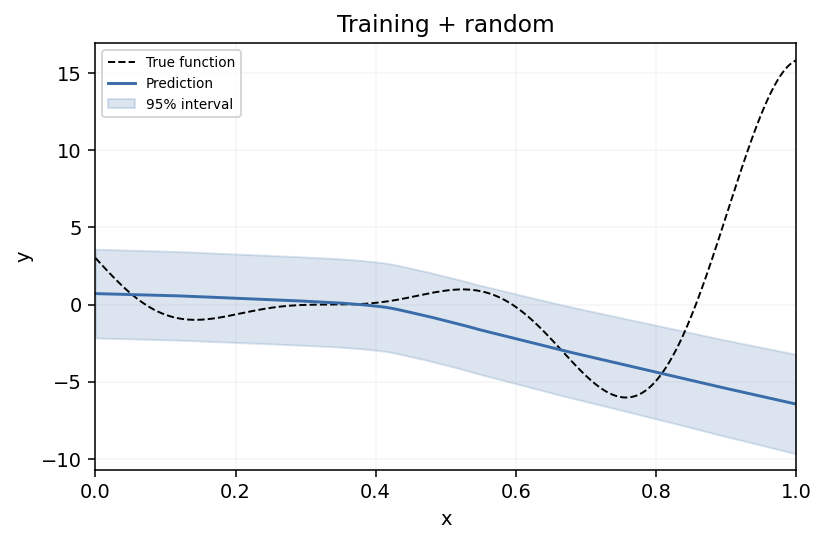 Training + random
True function
Prediction
95% interval
15
10
5
0
−5
−10
y
0.0 0.2 0.4 0.6 0.8 1.0
x